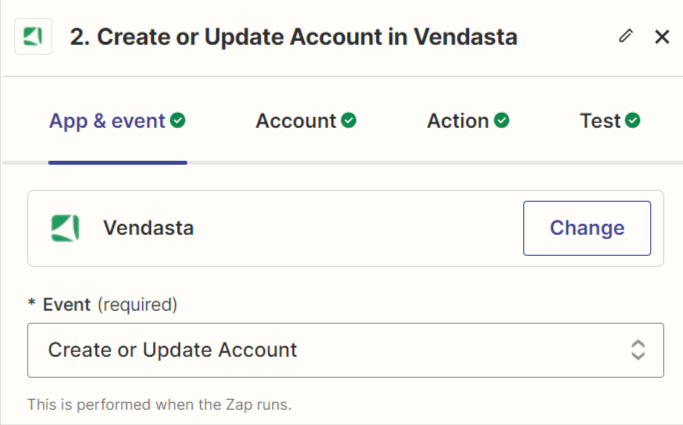 2. Create or Update Account in Vendasta
App & event Account Action Test
Vendasta Change
* Event (required)
Create or Update Account
This is performed when the Zap runs.